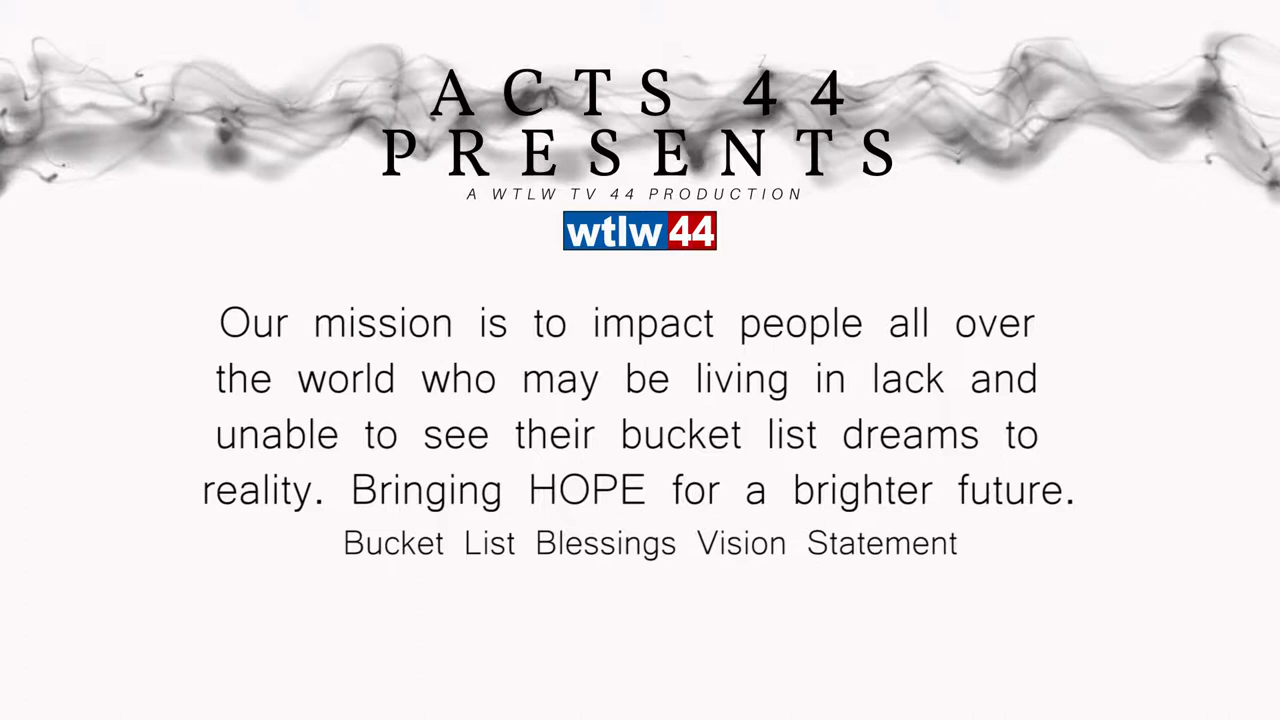 ACTS 44
PRESENTS
A WTLW TV 44 PRODUCTION
wtlw 44
Our mission is to impact people all over
the world who may be living in lack and
unable to see their bucket list dreams to
reality. Bringing HOPE for a brighter future.
Bucket List Blessings Vision Statement